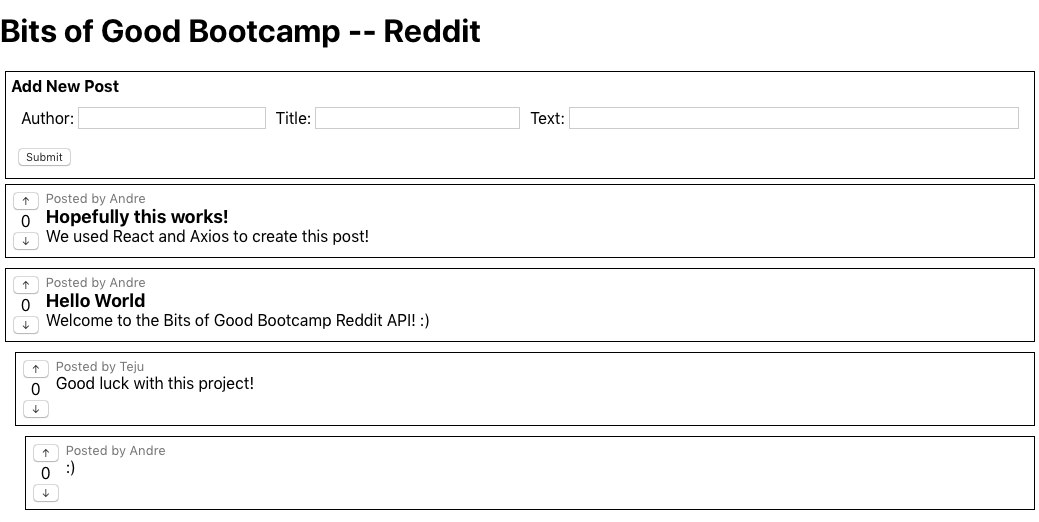 Bits of Good Bootcamp -- Reddit
Add New Post
Author: Title: Text:
Submit
↑
Posted by Andre
0
Hopefully this works!
↓
We used React and Axios to create this post!
↑
Posted by Andre
0
Hello World
↓
Welcome to the Bits of Good Bootcamp Reddit API! :)
↑
Posted by Teju
0
Good luck with this project!
↓
↑
Posted by Andre
0
:)
↓